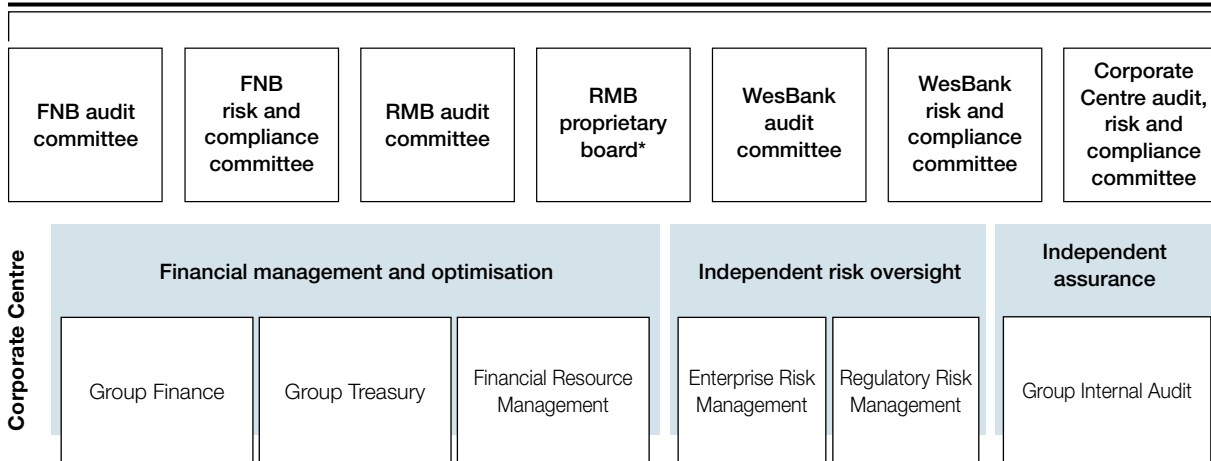 FNB audit
committee
FNB
risk and
compliance
committee
RMB audit
committee
RMB
proprietary
board*
WesBank
audit
committee
WesBank
risk and
compliance
committee
Corporate
Centre audit,
risk and
compliance
committee
Corporate Centre
Financial management and optimisation
Group Finance
Group Treasury
Financial Resource
Management
Independent risk oversight
Enterprise Risk
Management
Regulatory Risk
Management
Independent
assurance
Group Internal Audit